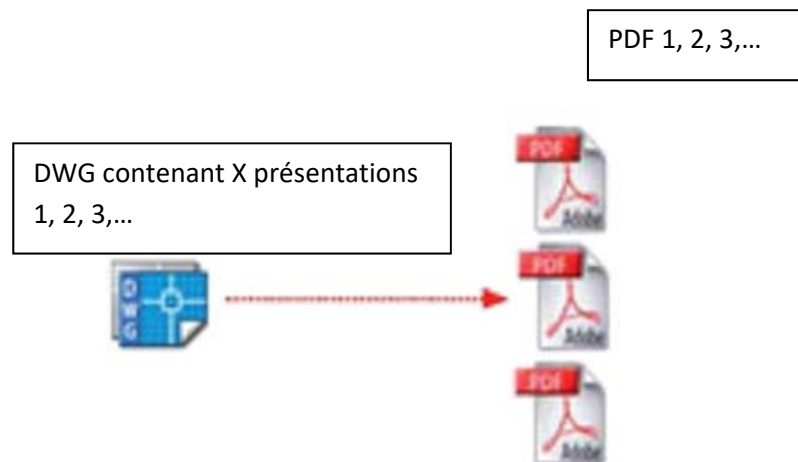 PDF 1, 2, 3,...
DWG contenant X présentations
1, 2, 3,...
PDF
Adobe
DWG
PDF
Adobe
PDF
Adobe